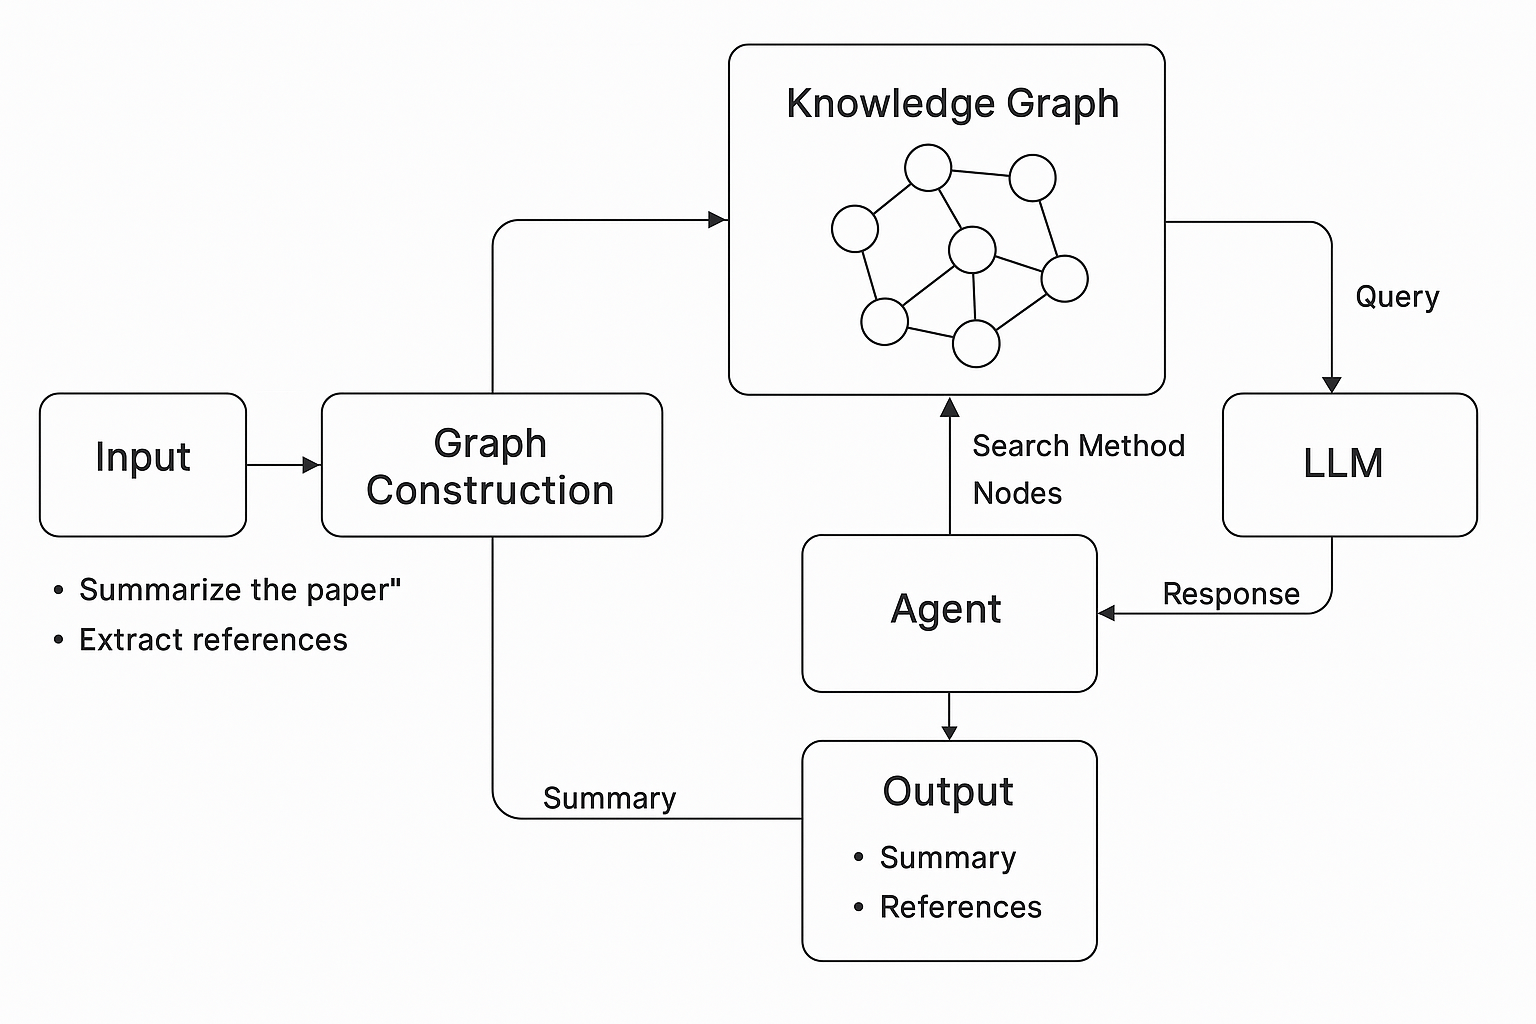 Knowledge Graph
Query
Input
Graph
Construction
Search Method
Nodes
LLM
• Summarize the paper"
• Extract references
Agent
Response
Summary
Output
• Summary
• References